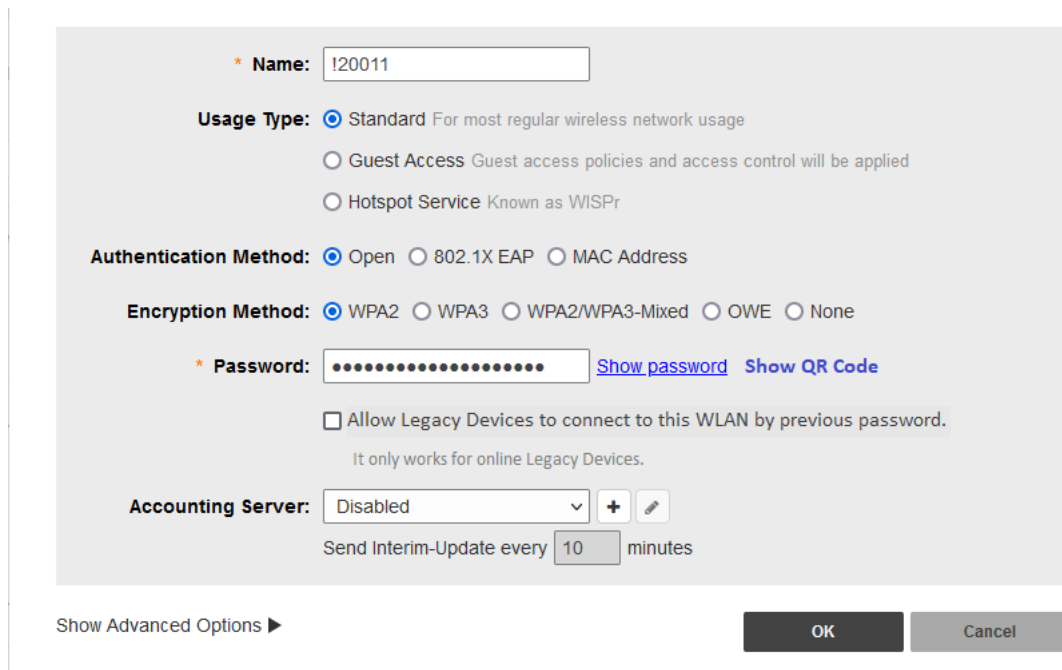 * Name: !20011
Usage Type: Standard For most regular wireless network usage
Guest Access Guest access policies and access control will be applied
Hotspot Service Known as WISPr
Authentication Method: Open 802.1X EAP MAC Address
Encryption Method: WPA2 WPA3 WPA2/WPA3-Mixed OWE None
* Password: •••••••••••••••••••• Show password Show QR Code
Allow Legacy Devices to connect to this WLAN by previous password.
It only works for online Legacy Devices.
Accounting Server: Disabled
Send Interim-Update every 10 minutes
Show Advanced Options ▶ OK Cancel